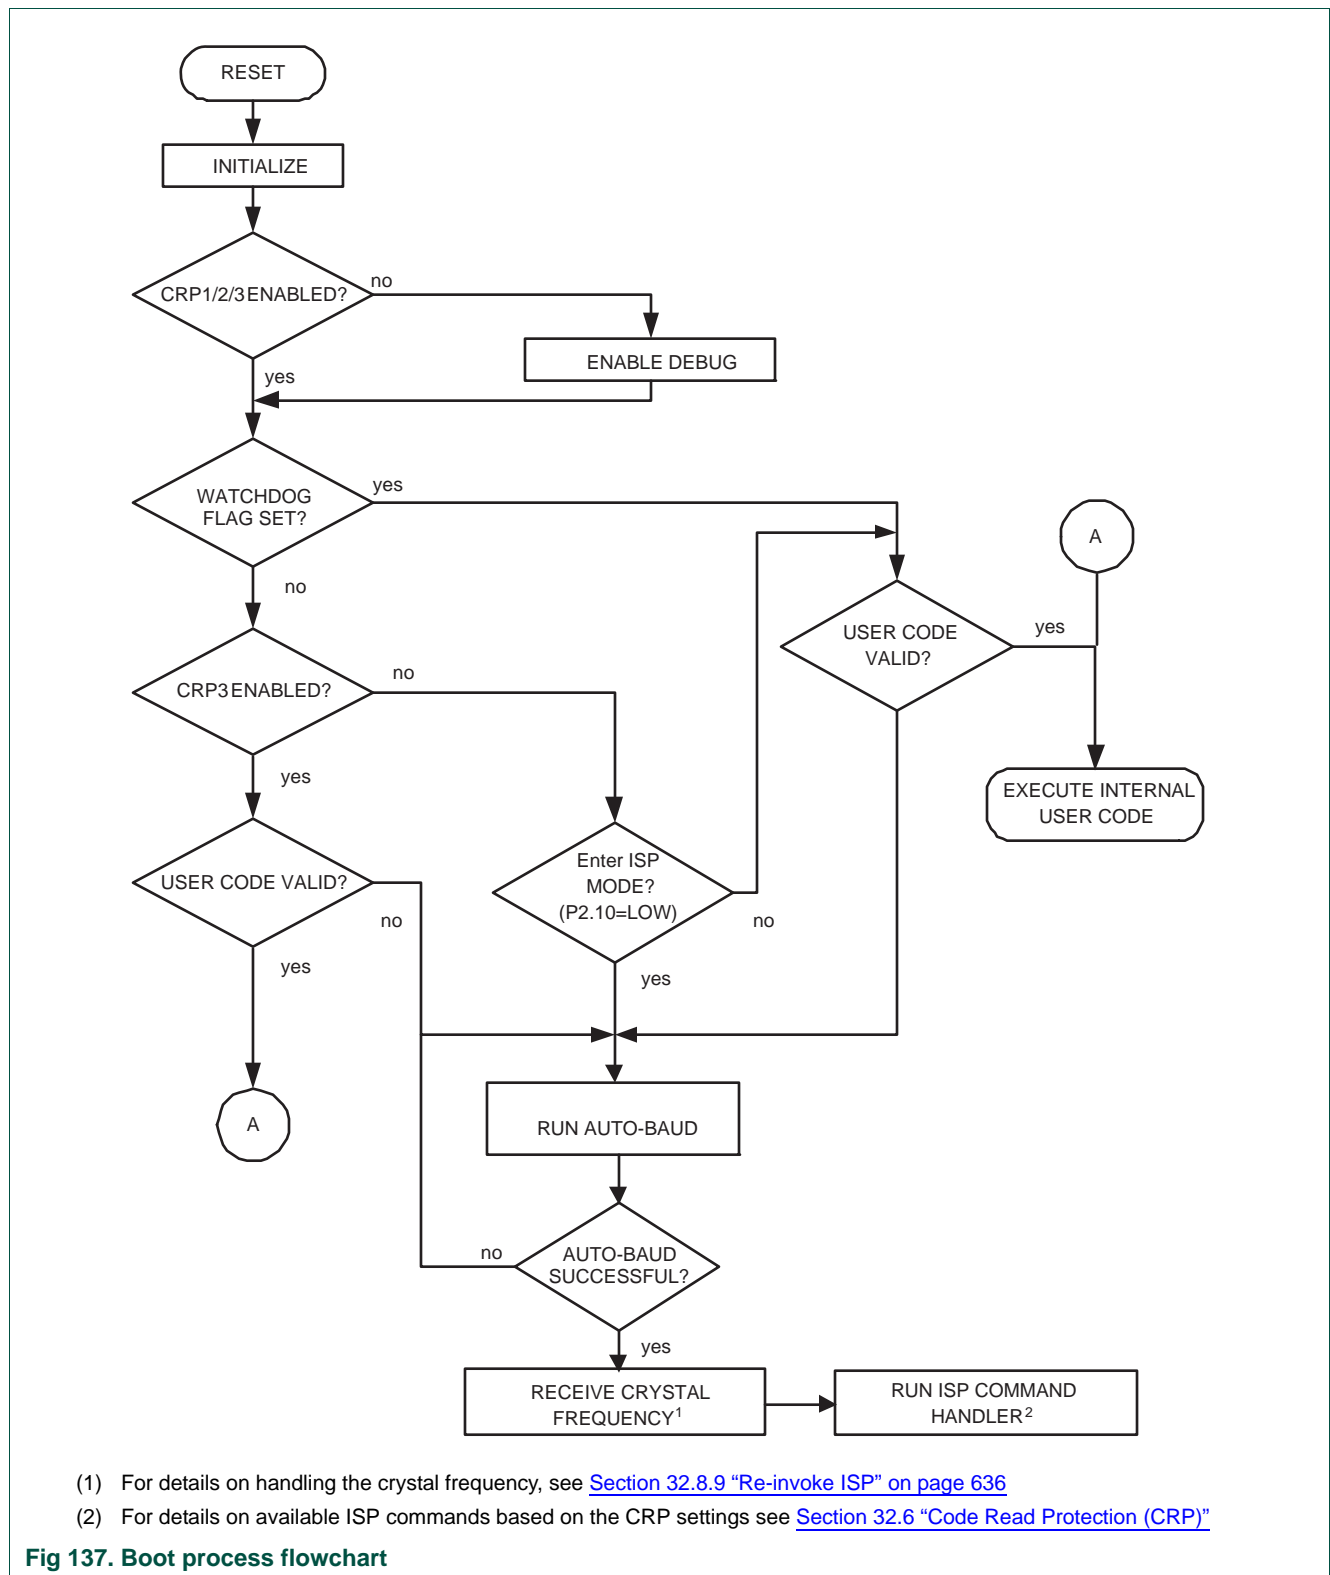 RESET
INITIALIZE
CRP1/2/3 ENABLED?
no
ENABLE DEBUG
yes
WATCHDOG
FLAG SET?
yes
no
A
USER CODE
VALID?
yes
CRP3 ENABLED?
no
yes
EXECUTE INTERNAL
USER CODE
USER CODE VALID?
no
yes
Enter ISP
MODE?
(P2.10=LOW)
no
yes
A
RUN AUTO-BAUD
AUTO-BAUD
SUCCESSFUL?
no
yes
RECEIVE CRYSTAL
FREQUENCY1
RUN ISP COMMAND
HANDLER2
(1) For details on handling the crystal frequency, see Section 32.8.9 “Re-invoke ISP” on page 636
(2) For details on available ISP commands based on the CRP settings see Section 32.6 “Code Read Protection (CRP)”
Fig 137. Boot process flowchart